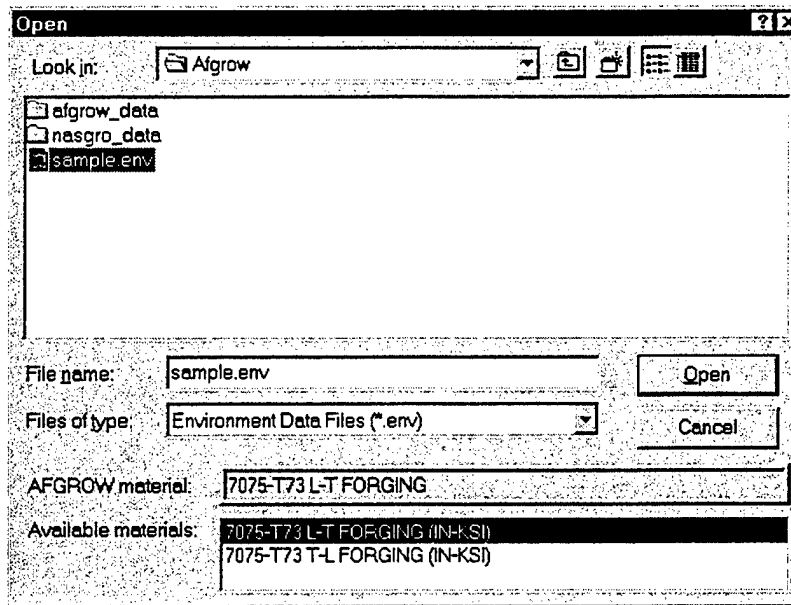 Open
Look in: Afgrow
afgrow_data
nasgro_data
sample.env
File name: sample.env Open
Files of type: Environment Data Files (*.env) Cancel
AFGROW material: 7075-T73 L-T FORGING
Available materials: 7075-T73 L-T FORGING (IN-KSI)
7075-T73 T-L FORGING (IN-KSI)